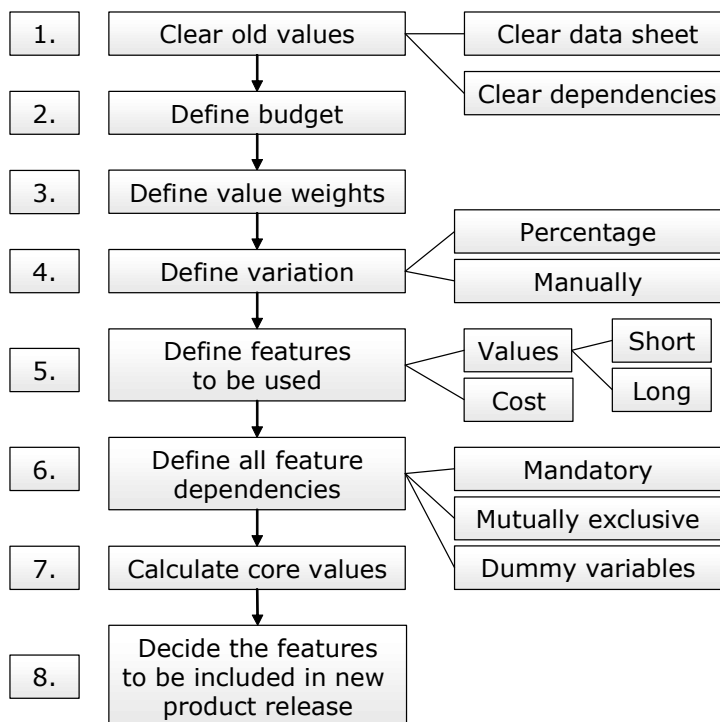 1.
Clear old values
Clear data sheet
Clear dependencies
2.
Define budget
3.
Define value weights
4.
Define variation
Percentage
Manually
5.
Define features
to be used
Values
Short
Long
Cost
6.
Define all feature
dependencies
Mandatory
Mutually exclusive
Dummy variables
7.
Calculate core values
8.
Decide the features
to be included in new
product release